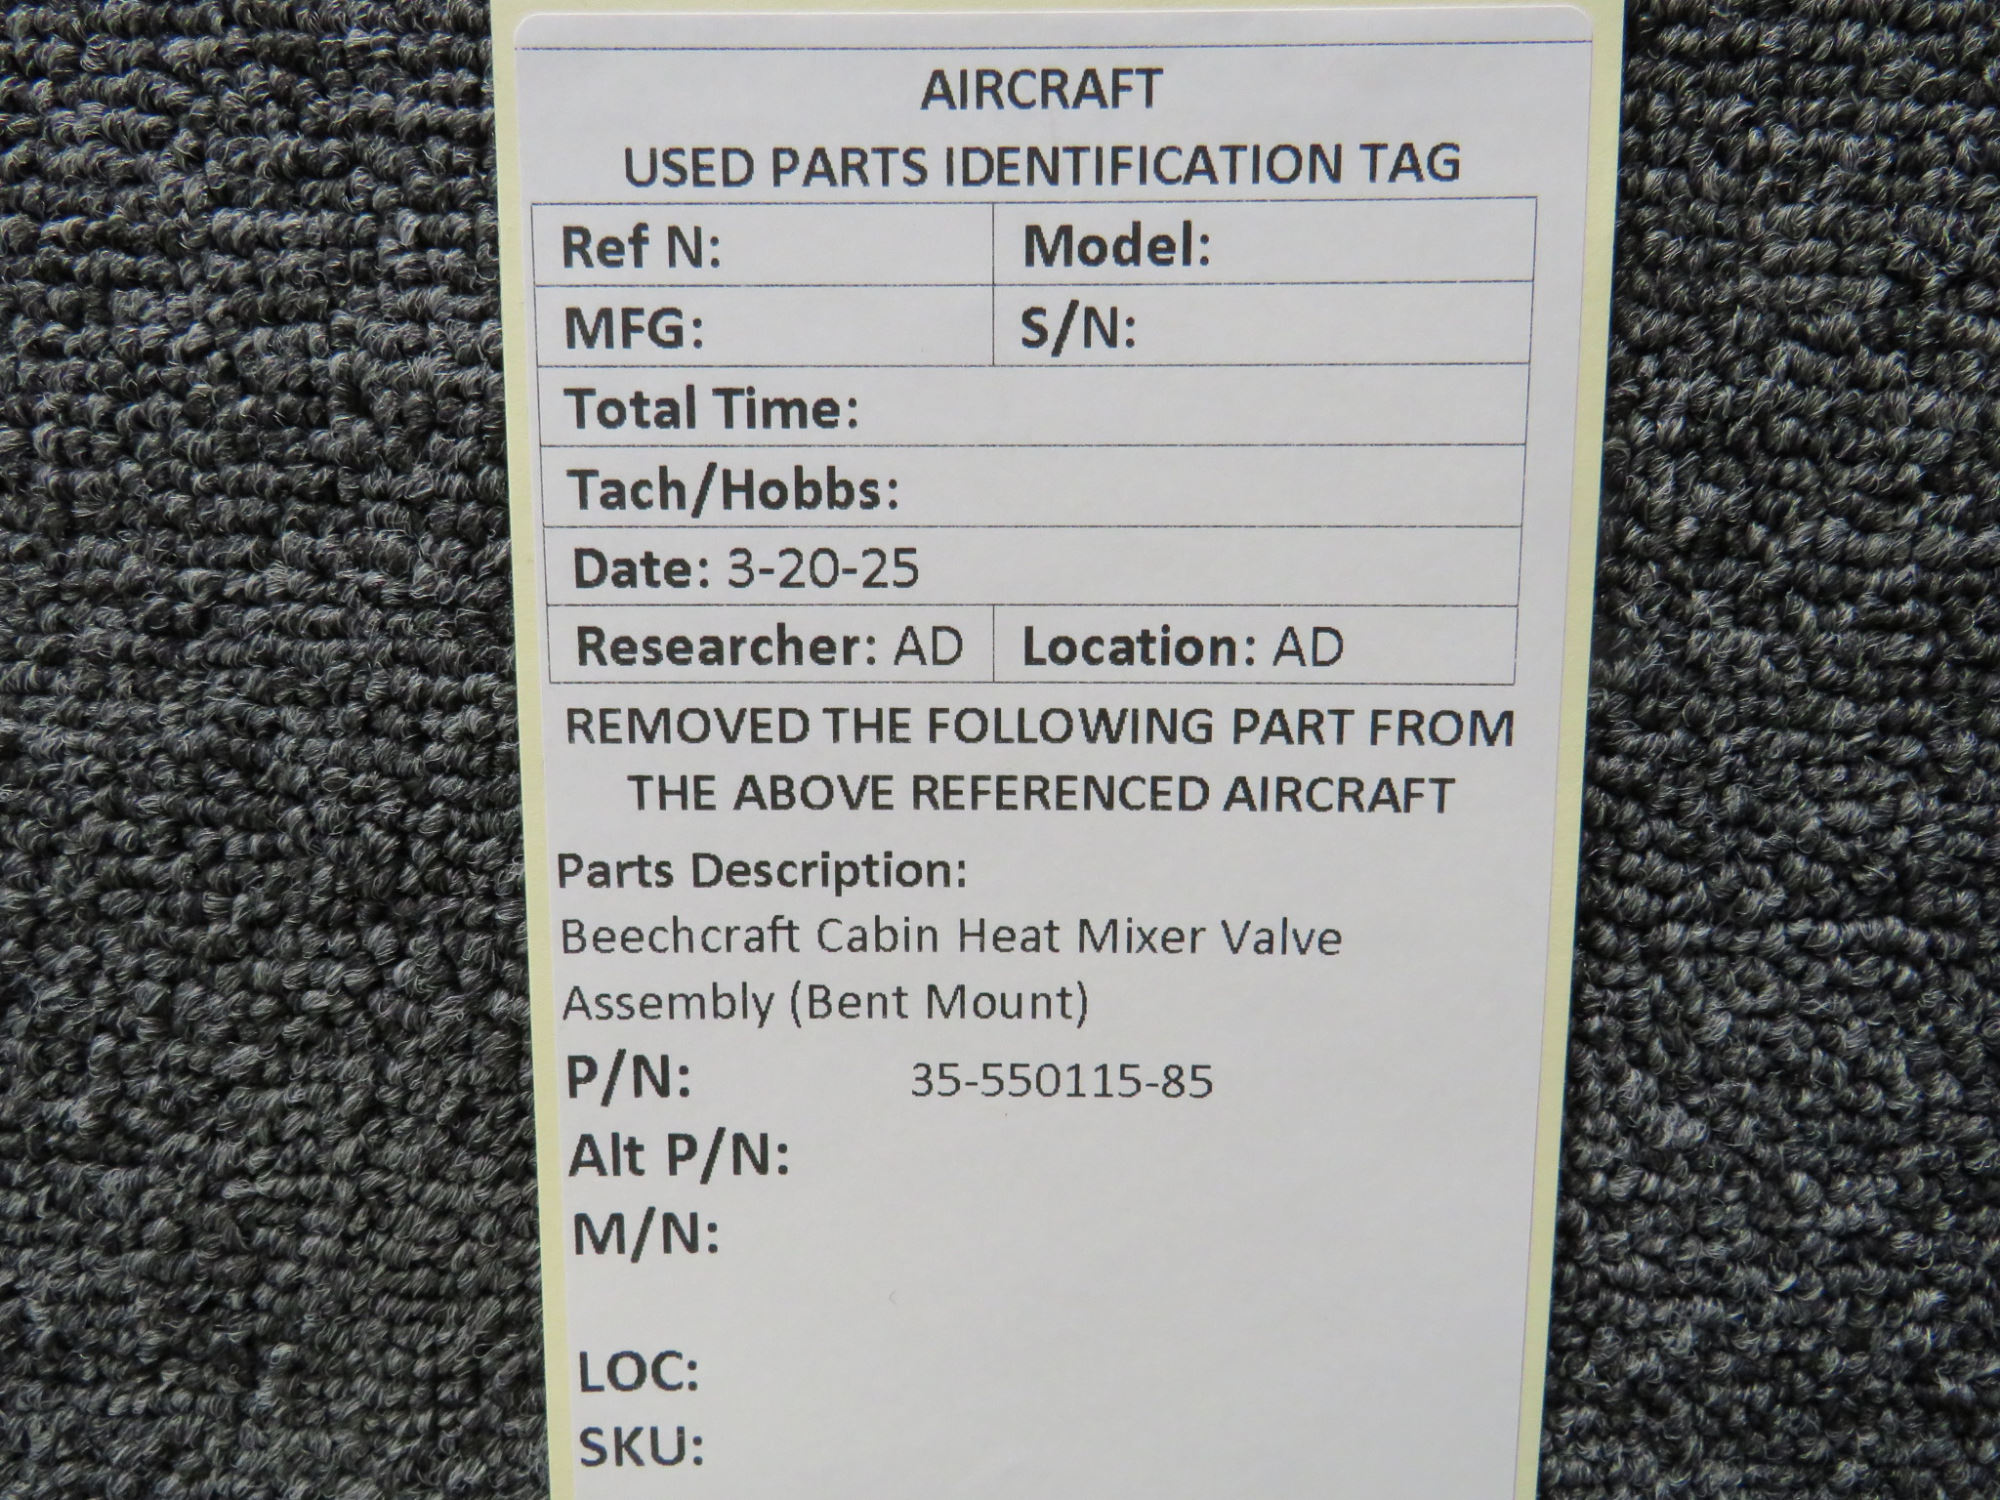 AIRCRAFT
USED PARTS IDENTIFICATION TAG
Ref N: Model:
MFG: S/N:
Total Time:
Tach/Hobbs:
Date: 3-20-25
Researcher: AD Location: AD
REMOVED THE FOLLOWING PART FROM
THE ABOVE REFERENCED AIRCRAFT
Parts Description:
Beechcraft Cabin Heat Mixer Valve
Assembly (Bent Mount)
P/N: 35-550115-85
Alt P/N:
M/N:
LOC:
SKU: